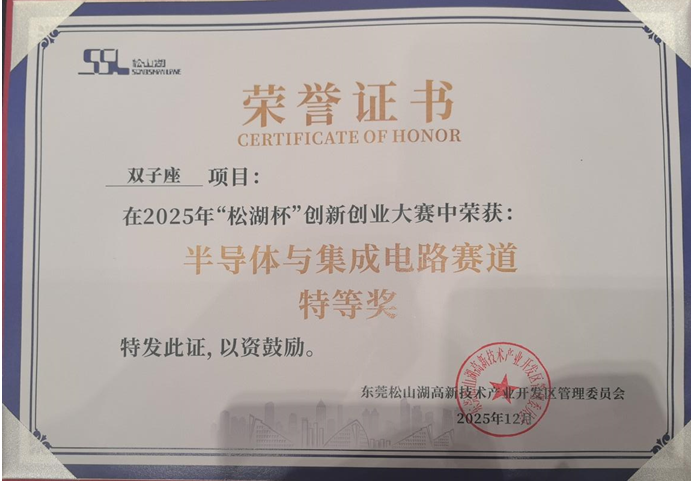 SSL 松山湖
SONGSHAN LAKE
荣誉证书
CERTIFICATE OF HONOR
双子座 项目：
在2025年“松湖杯”创新创业大赛中荣获：
半导体与集成电路赛道
特等奖
特发此证，以资鼓励。
东莞松山湖高新技术产业开发区管理委员会
2025年12月